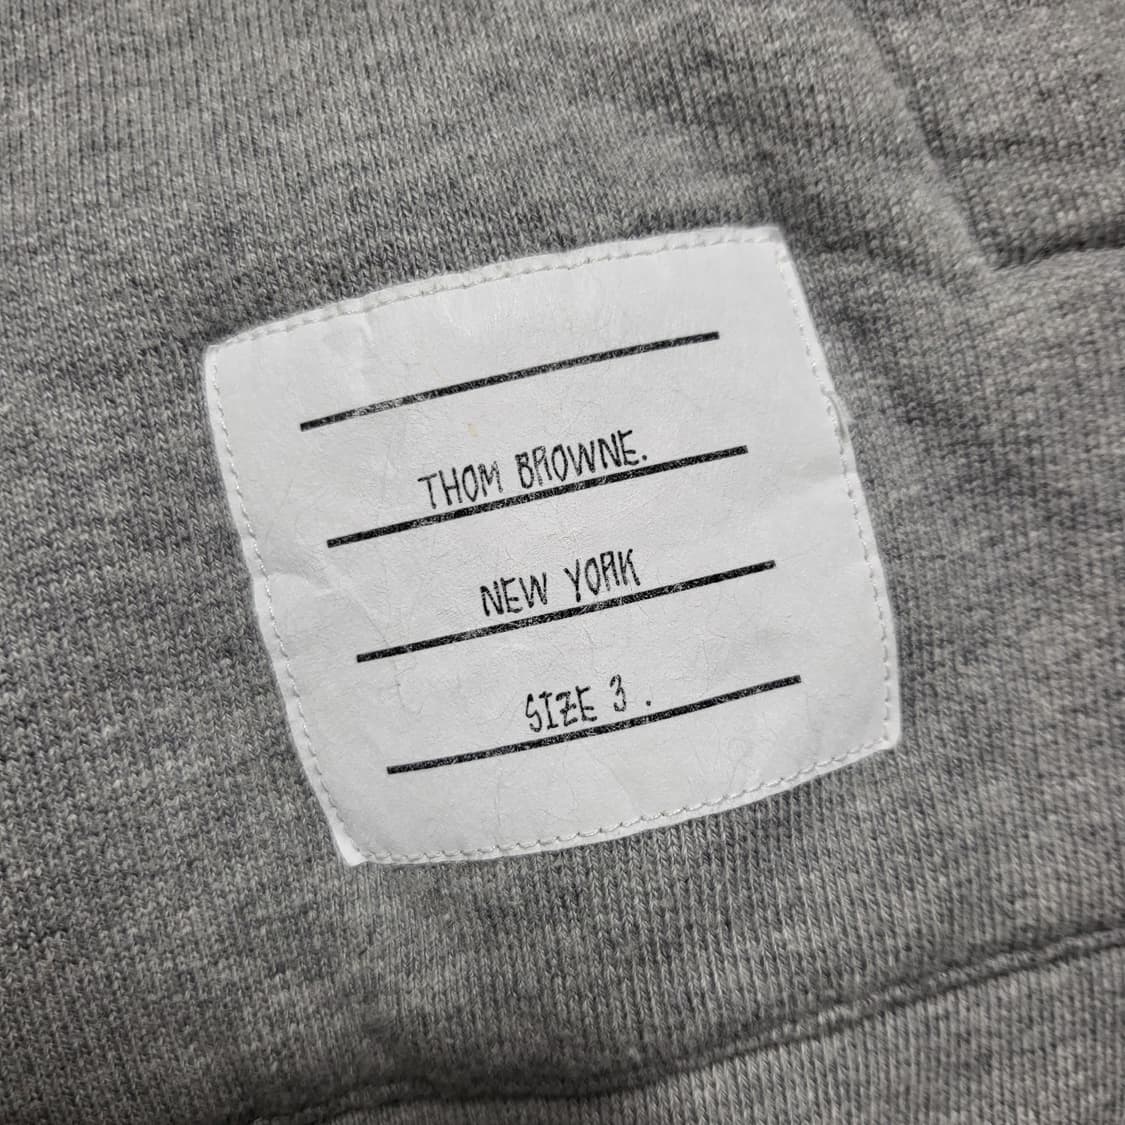 THOM BROWNE.
NEW YORK
SIZE 3 .